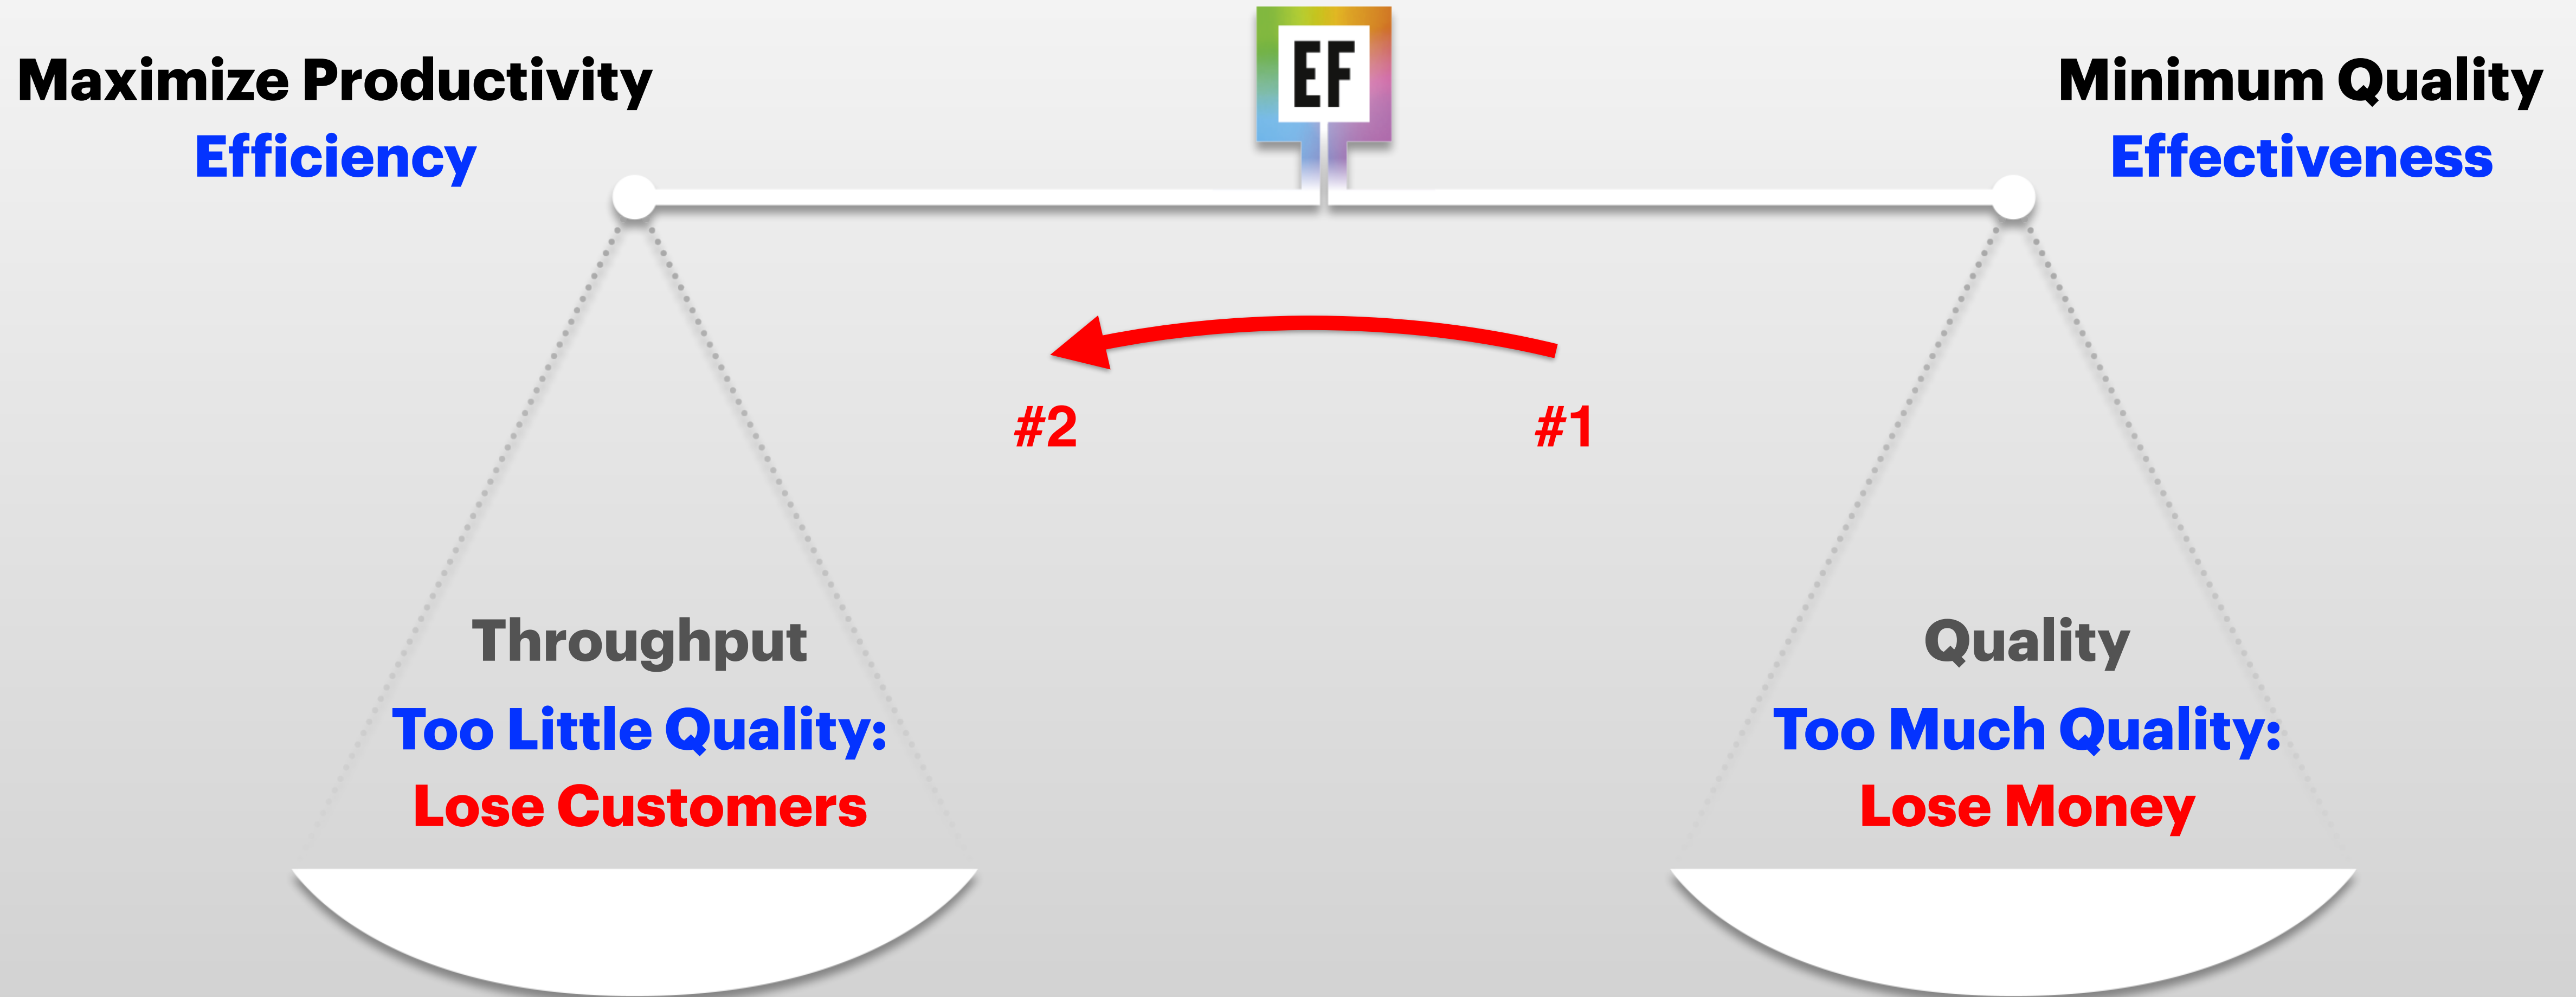 EF
Maximize Productivity
Efficiency
Minimum Quality
Effectiveness
#2
#1
Throughput
Too Little Quality:
Lose Customers
Quality
Too Much Quality:
Lose Money